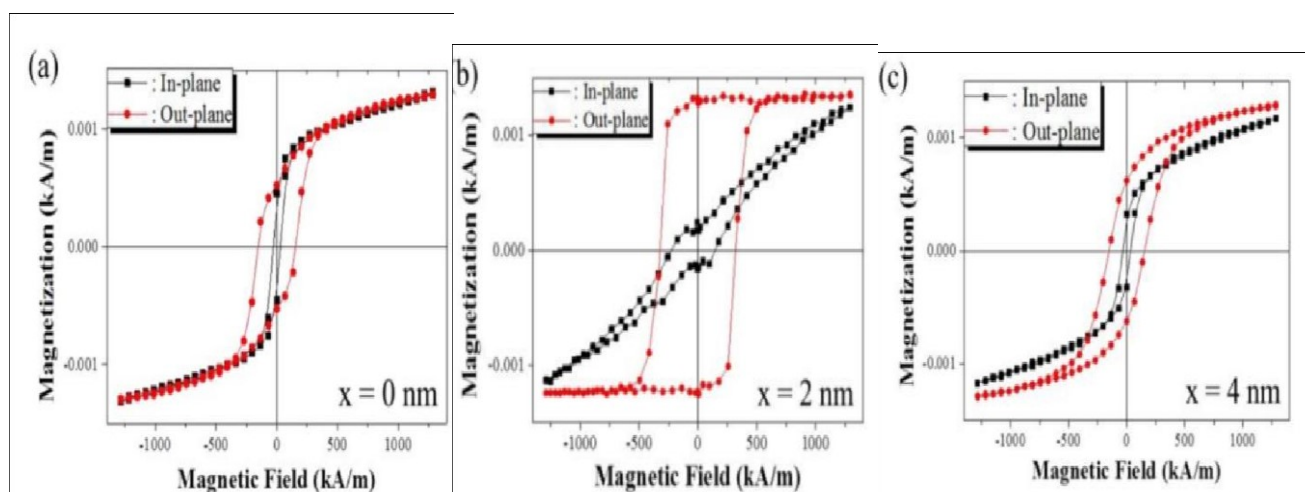 (a)
: In-plane
: Out-plane
0.001
0.000
-0.001
Magnetization (kA/m)
x = 0 nm
-1000 -500 0 500 1000
Magnetic Field (kA/m)
b)
: In-plane
: Out-plane
0.001
0.000
-0.001
Magnetization (kA/m)
x = 2 nm
-1000 -500 0 500 1000
Magnetic Field (kA/m)
(c)
: In-plane
: Out-plane
0.001
0.000
-0.001
Magnetization (kA/m)
x = 4 nm
-1000 -500 0 500 1000
Magnetic Field (kA/m)